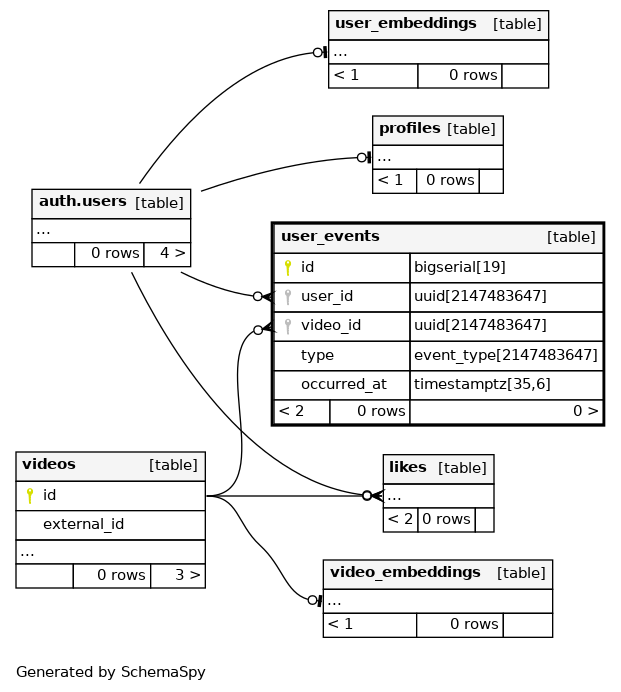 user_embeddings [table]
...
< 1 0 rows
profiles [table]
...
< 1 0 rows
auth.users [table]
...
0 rows 4 >
user_events [table]
id bigserial[19]
user_id uuid[2147483647]
video_id uuid[2147483647]
type event_type[2147483647]
occurred_at timestamptz[35,6]
< 2 0 rows 0 >
videos [table]
id
external_id
...
0 rows 3 >
likes [table]
...
< 2 0 rows
video_embeddings [table]
...
< 1 0 rows
Generated by SchemaSpy